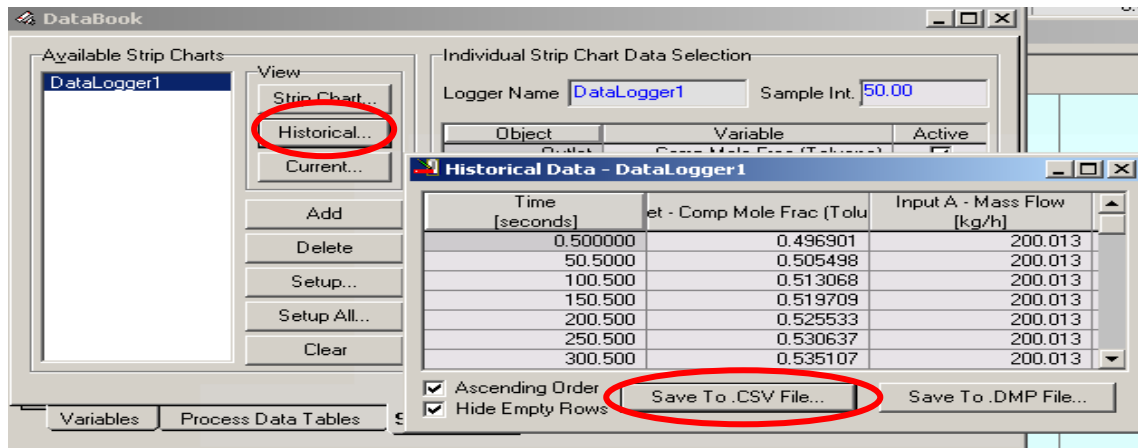 DataBook
Available Strip Charts
DataLogger1
View
Strip Chart...
Historical...
Current...
Add
Delete
Setup...
Setup All...
Clear
Individual Strip Chart Data Selection
Logger Name DataLogger1 Sample Int. 50.00
Object Variable Active
Outlet Comp Mole Frac (Toluene)
Historical Data - DataLogger1
Time [seconds] et - Comp Mole Frac (Tolu Input A - Mass Flow [kg/h]
0.500000 0.496901 200.013
50.5000 0.505498 200.013
100.500 0.513068 200.013
150.500 0.519709 200.013
200.500 0.525533 200.013
250.500 0.530637 200.013
300.500 0.535107 200.013
Ascending Order
Hide Empty Rows
Save To .CSV File...
Save To .DMP File...
Variables Process Data Tables S